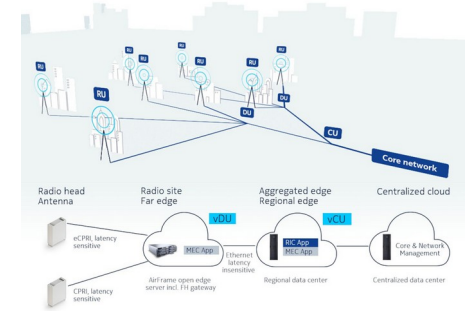 RU
RU
RU
RU
RU
RU
RU
RU
DU
DU
CU
Core network
Radio head
Antenna
Radio site
Far edge
Aggregated edge
Regional edge
Centralized cloud
vDU
vCU
eCPRI, latency
sensitive
MEC App
Ethernet
latency
insensitive
RIC App
MEC App
Core & Network
Management
AirFrame open edge
server incl. FH gateway
Regional data center
Centralized data center
CPRI, latency
sensitive